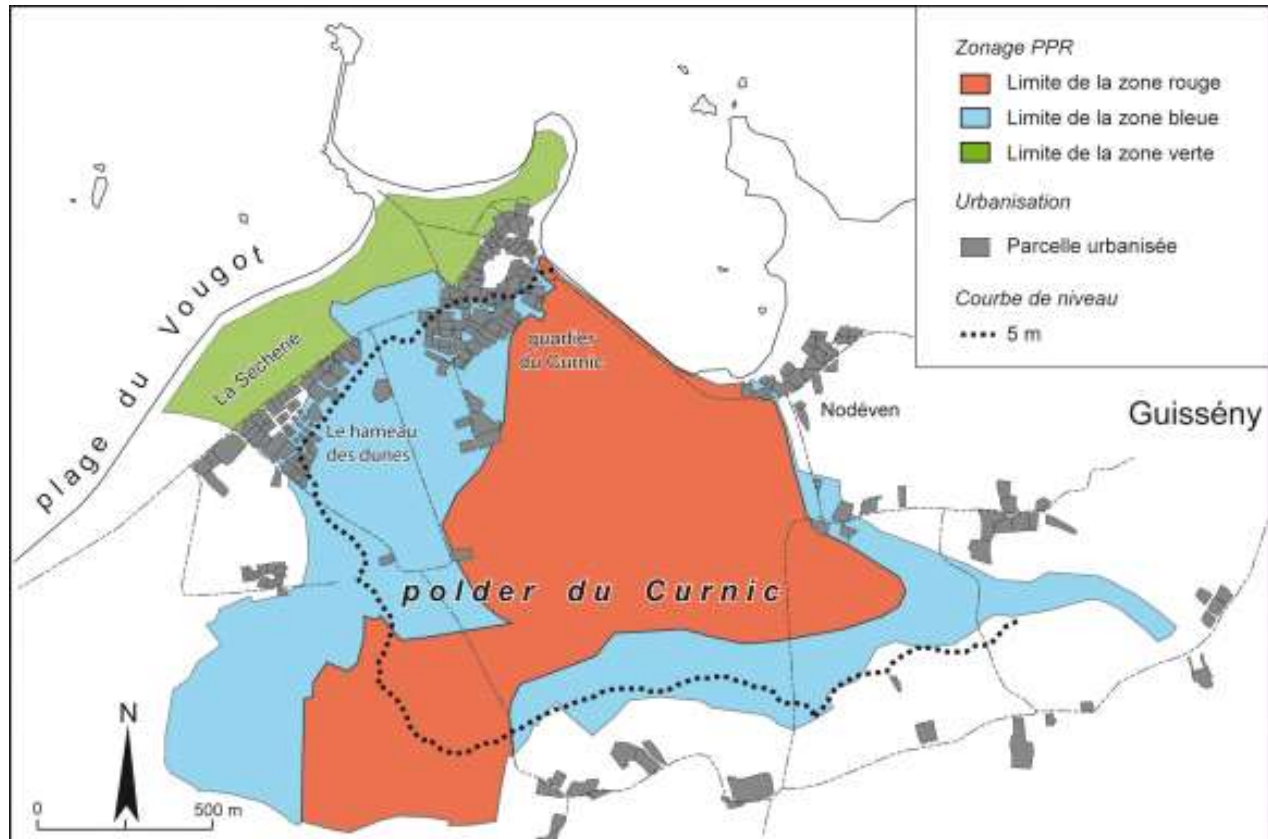 Zonage PPR
Limite de la zone rouge
Limite de la zone bleue
Limite de la zone verte
Urbanisation
Parcelle urbanisée
Courbe de niveau
5 m
plage du Vougot
La Sècherie
quartier
du Curnic
Le hameau
des dunes
Nodéven
Guissény
polder du Curnic
N
0
500 m